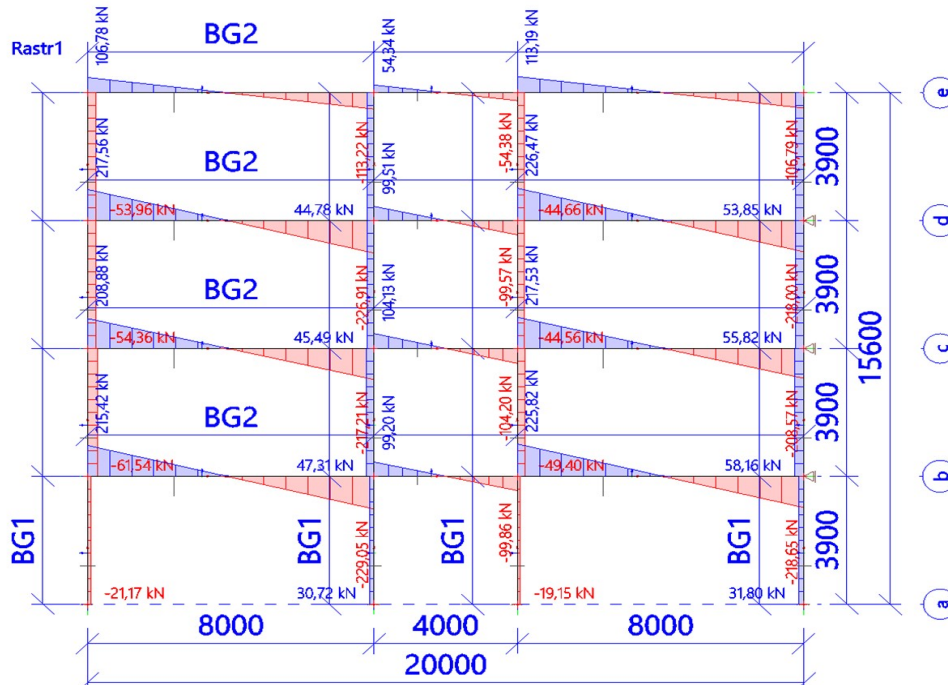 Rastr1
106,78 kN
BG2
54,34 kN
113,19 kN
e
217,56 kN
BG2
-113,22 kN
99,51 kN
-54,38 kN
226,47 kN
-106,79 kN
3900
-53,96 kN
44,78 kN
-44,66 kN
53,85 kN
d
208,88 kN
BG2
-226,91 kN
104,13 kN
-99,57 kN
217,53 kN
-218,00 kN
3900
-54,36 kN
45,49 kN
-44,56 kN
55,82 kN
c
15600
215,42 kN
BG2
-217,21 kN
99,20 kN
-104,20 kN
225,82 kN
-208,57 kN
3900
-61,54 kN
47,31 kN
-49,40 kN
58,16 kN
b
BG1
BG1
-229,05 kN
BG1
-99,86 kN
BG1
-218,65 kN
3900
-21,17 kN
30,72 kN
-19,15 kN
31,80 kN
a
8000
4000
8000
20000